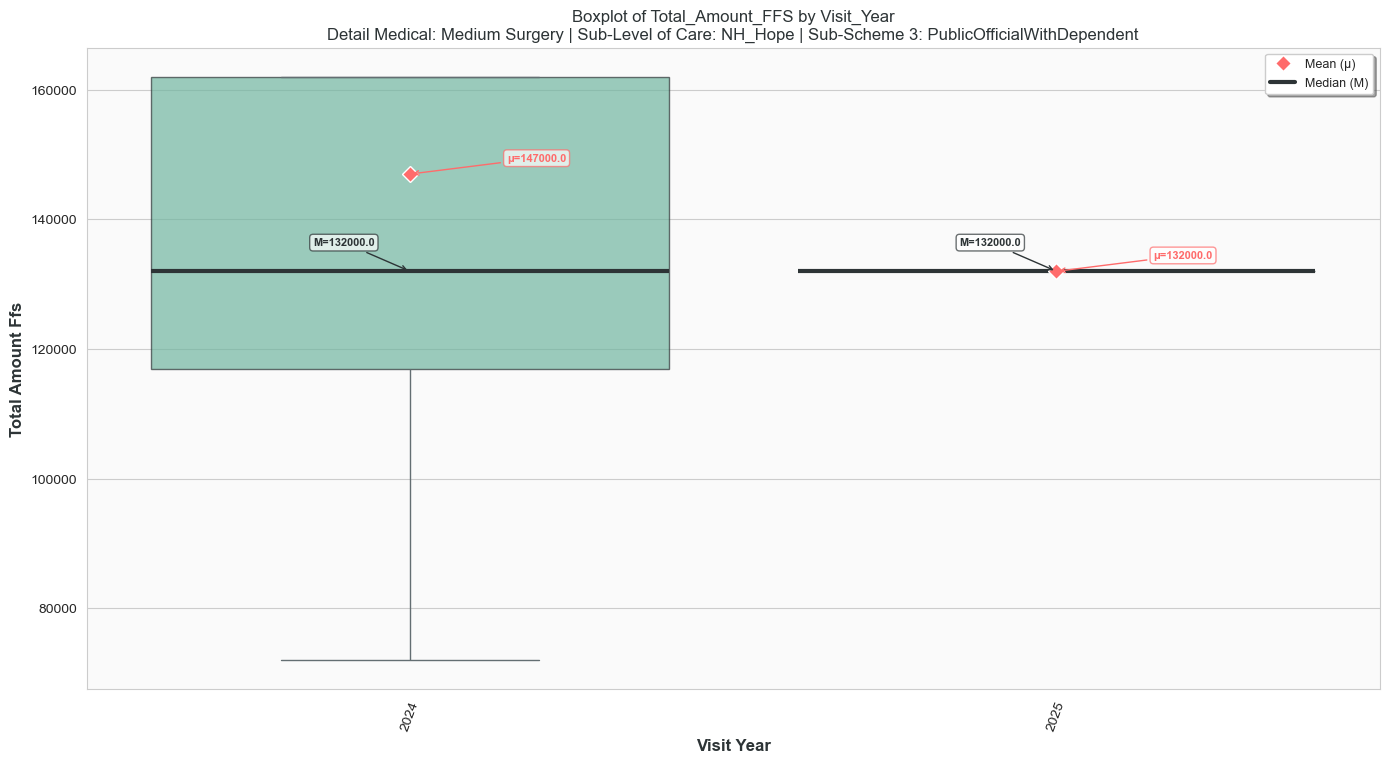 Boxplot of Total_Amount_FFS by Visit_Year
Detail Medical: Medium Surgery | Sub-Level of Care: NH_Hope | Sub-Scheme 3: PublicOfficialWithDependent
Mean (μ)
Median (M)
160000
140000
120000
100000
80000
Total Amount Ffs
μ=147000.0
M=132000.0
M=132000.0
μ=132000.0
2024
2025
Visit Year